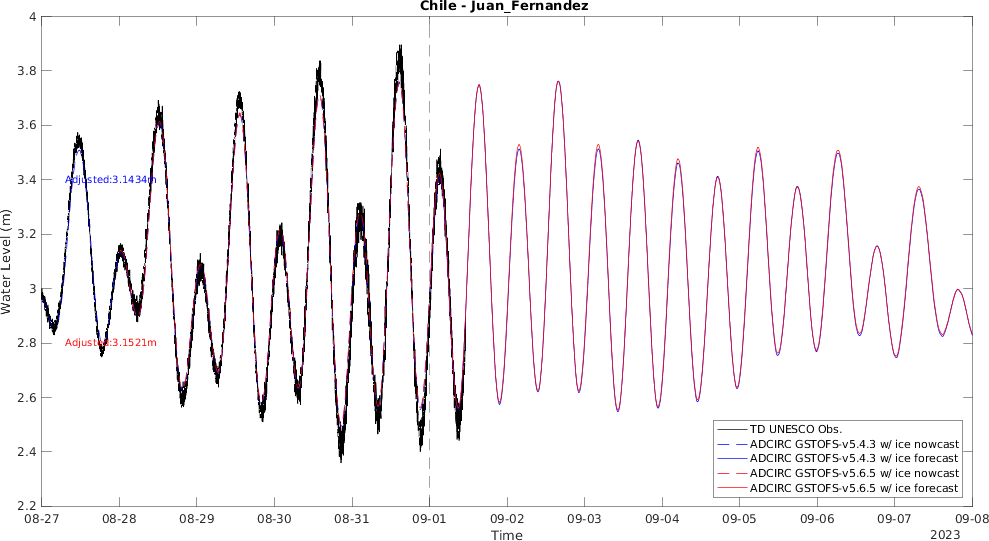 Chile - Juan_Fernandez
4
3.8
3.6
3.4
3.2
3
2.8
2.6
2.4
2.2
Water Level (m)
Adjusted:3.1434m
Adjusted:3.1521m
TD UNESCO Obs.
ADCIRC GSTOFS-v5.4.3 w/ ice nowcast
ADCIRC GSTOFS-v5.4.3 w/ ice forecast
ADCIRC GSTOFS-v5.6.5 w/ ice nowcast
ADCIRC GSTOFS-v5.6.5 w/ ice forecast
08-27 08-28 08-29 08-30 08-31 09-01 09-02 09-03 09-04 09-05 09-06 09-07 09-08
Time
2023